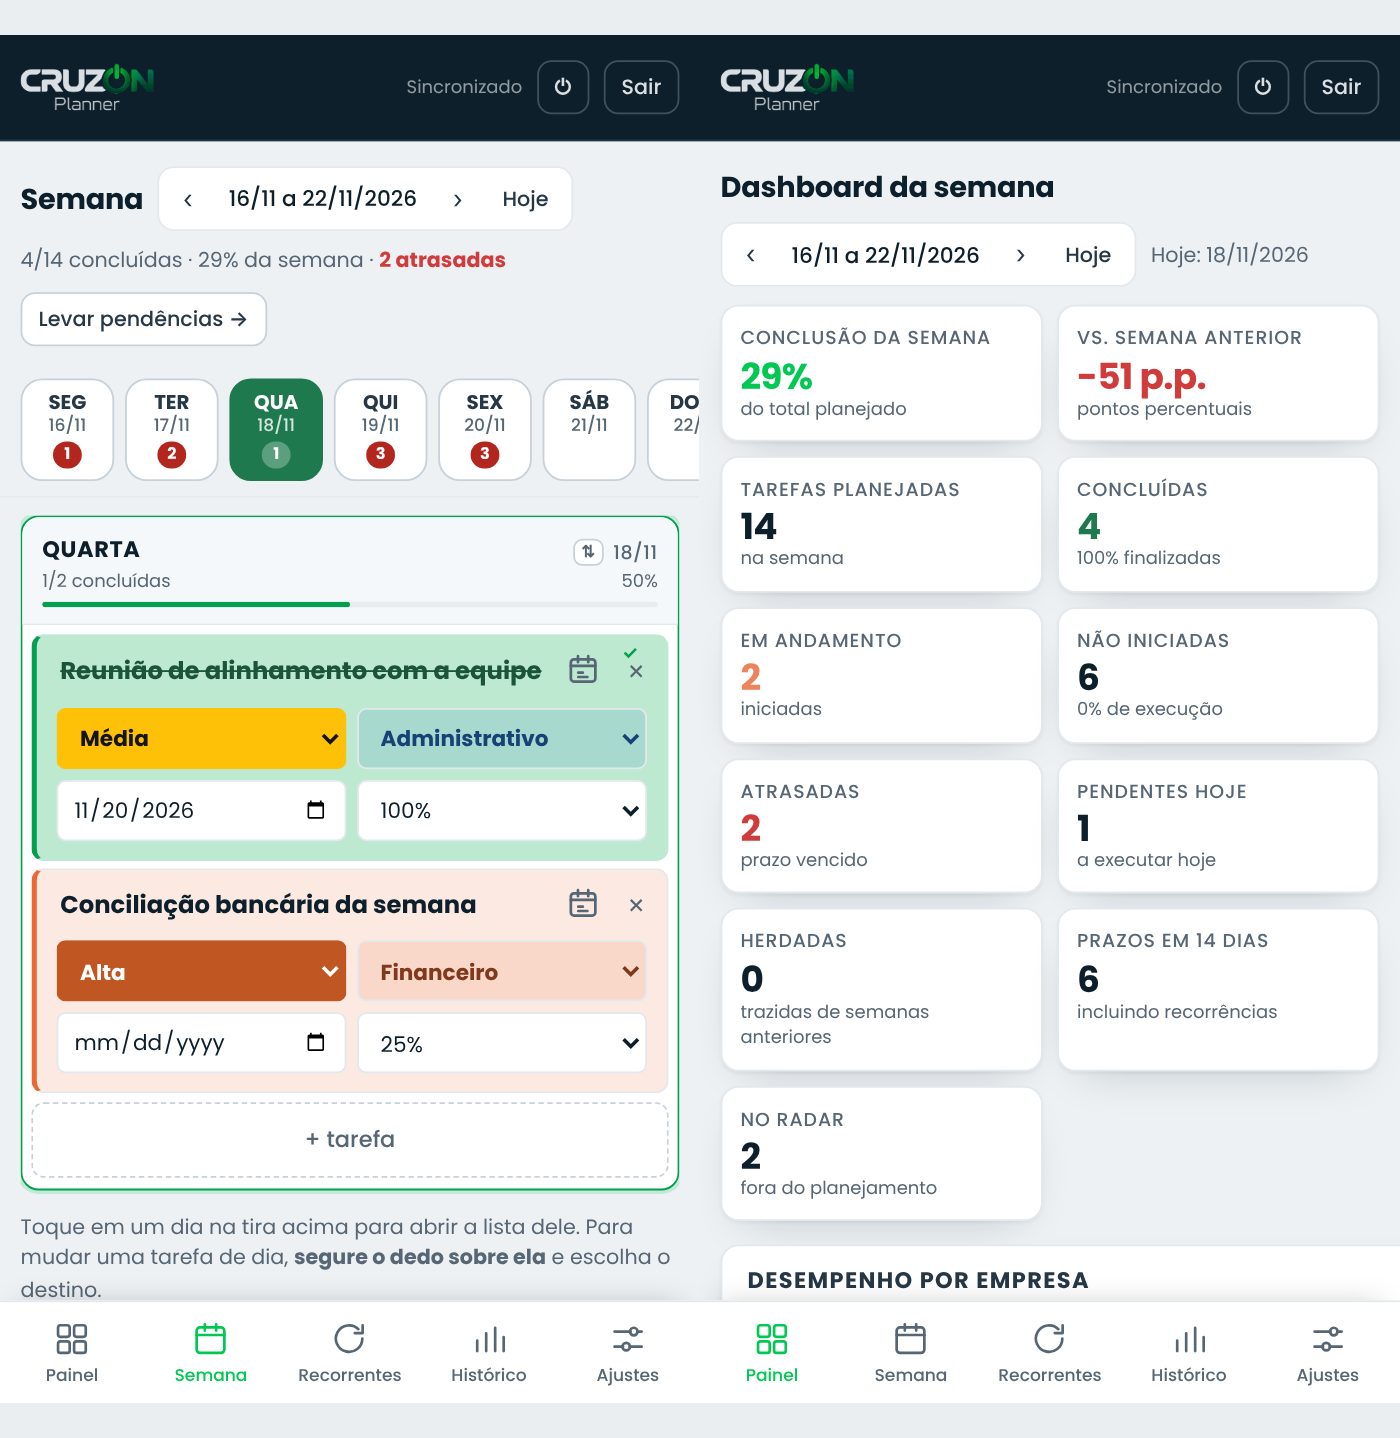 CRUZON
Planner
Sincronizado
Sair
Semana
‹ 16/11 a 22/11/2026 › Hoje
4/14 concluídas · 29% da semana · 2 atrasadas
Levar pendências →
SEG TER QUA QUI SEX SÁB DO
16/11 17/11 18/11 19/11 20/11 21/11 22/
1 2 1 3 3
QUARTA
⇅ 18/11
1/2 concluídas
50%
Reunião de alinhamento com a equipe
✓ ×
Média
Administrativo
11/20/2026
100%
Conciliação bancária da semana
×
Alta
Financeiro
mm/dd/yyyy
25%
+ tarefa
Toque em um dia na tira acima para abrir a lista dele. Para
mudar uma tarefa de dia, segure o dedo sobre ela e escolha o
destino.
Painel Semana Recorrentes Histórico Ajustes
CRUZON
Planner
Sincronizado
Sair
Dashboard da semana
‹ 16/11 a 22/11/2026 › Hoje
Hoje: 18/11/2026
CONCLUSÃO DA SEMANA
29%
do total planejado
VS. SEMANA ANTERIOR
-51 p.p.
pontos percentuais
TAREFAS PLANEJADAS
14
na semana
CONCLUÍDAS
4
100% finalizadas
EM ANDAMENTO
2
iniciadas
NÃO INICIADAS
6
0% de execução
ATRASADAS
2
prazo vencido
PENDENTES HOJE
1
a executar hoje
HERDADAS
0
trazidas de semanas
anteriores
PRAZOS EM 14 DIAS
6
incluindo recorrências
NO RADAR
2
fora do planejamento
DESEMPENHO POR EMPRESA
Painel Semana Recorrentes Histórico Ajustes